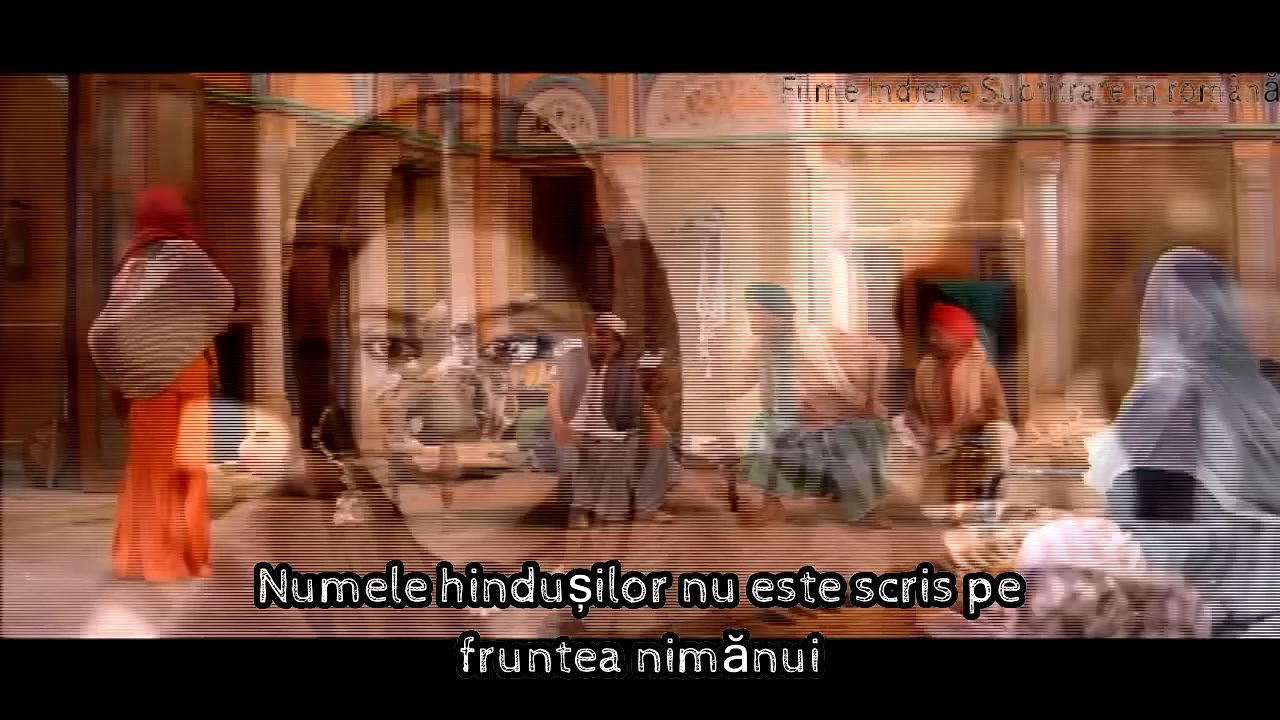 Filme Indiene Subtitrate in română
Numele hindușilor nu este scris pe
fruntea nimănui